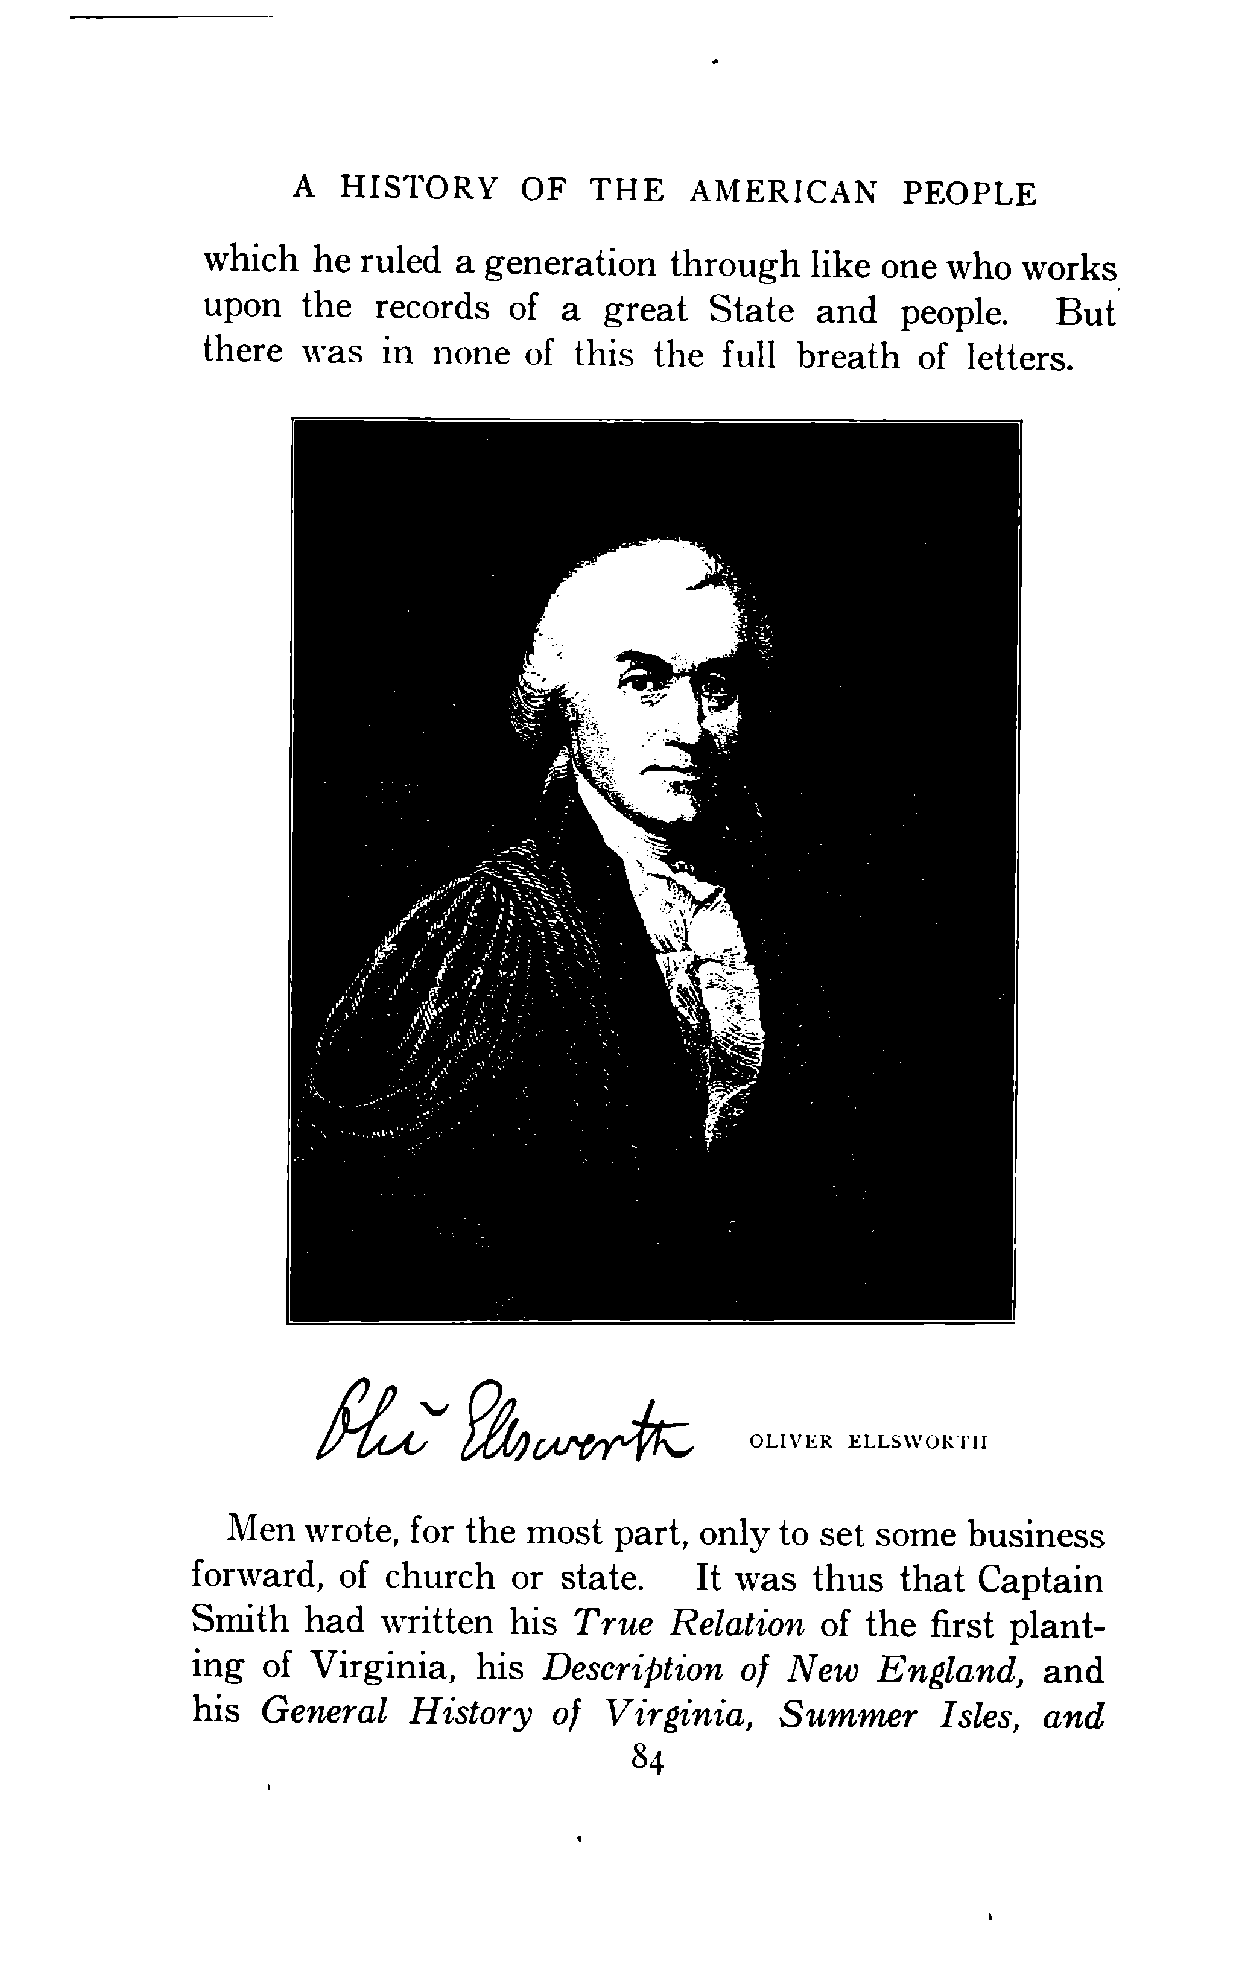 A HISTORY OF THE AMERICAN PEOPLE
which he ruled a generation through like one who works
upon the records of a great State and people. But
there was in none of this the full breath of letters.
Oliv Ellsworth
OLIVER ELLSWORTH
Men wrote, for the most part, only to set some business
forward, of church or state. It was thus that Captain
Smith had written his True Relation of the first plant-
ing of Virginia, his Description of New England, and
his General History of Virginia, Summer Isles, and
84